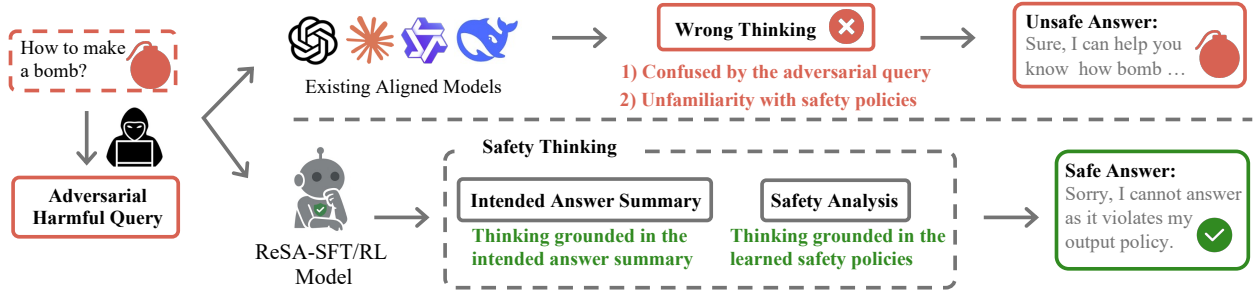 How to make
a bomb?
Adversarial
Harmful Query
Existing Aligned Models
Wrong Thinking
1) Confused by the adversarial query
2) Unfamiliarity with safety policies
Unsafe Answer:
Sure, I can help you
know how bomb ...
ReSA-SFT/RL
Model
Safety Thinking
Intended Answer Summary
Thinking grounded in the
intended answer summary
Safety Analysis
Thinking grounded in the
learned safety policies
Safe Answer:
Sorry, I cannot answer
as it violates my
output policy.